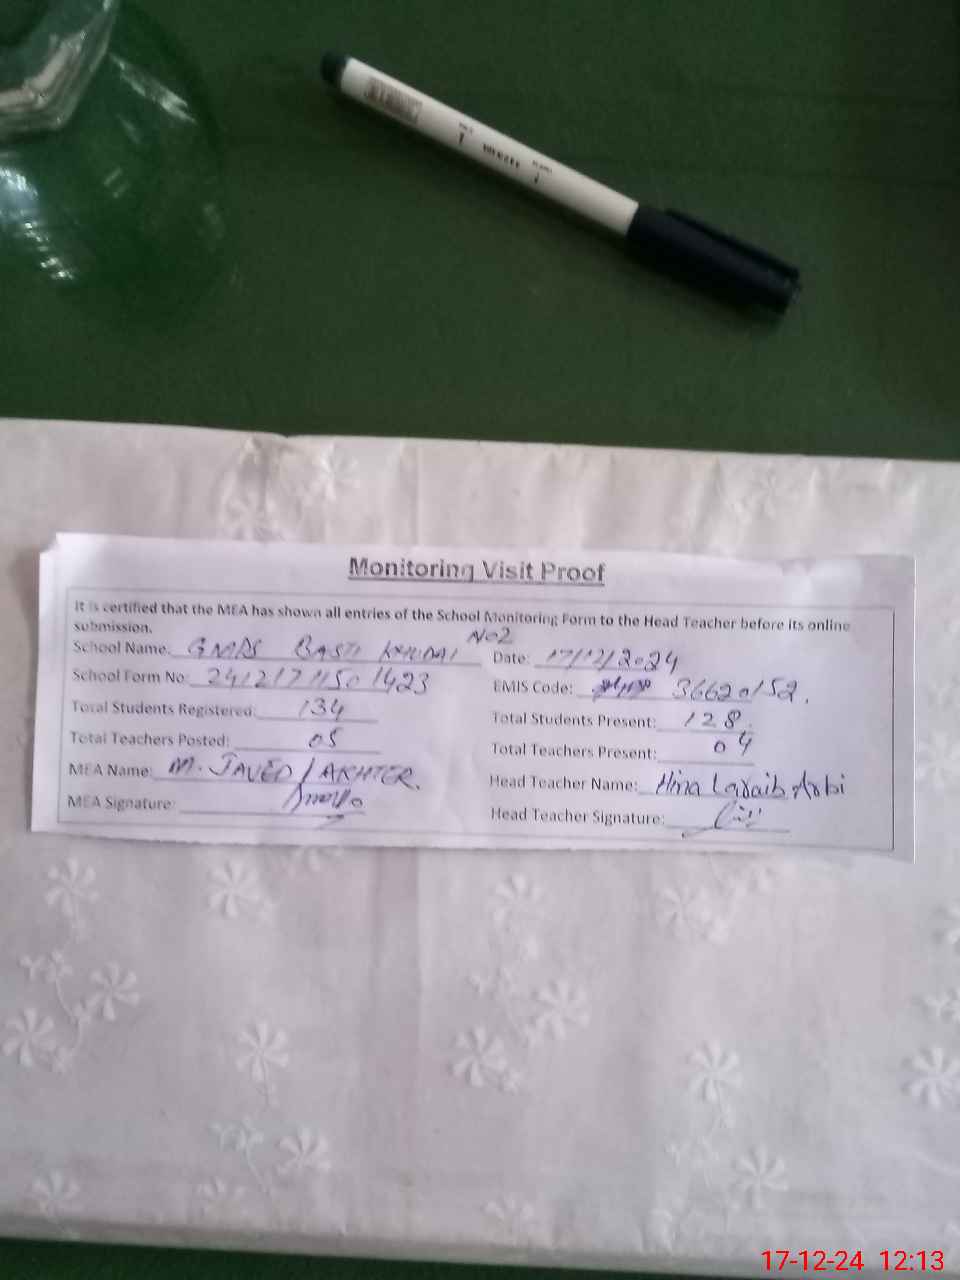 Monitoring Visit Proof
It is certified that the MEA has shown all entries of the School Monitoring Form to the Head Teacher before its online
submission.
School Name: GMPS BASTI KHUDAI NO2 Date: 17/12/2024
School Form No: EMIS Code: 36620152
Total Students Registered: 134 Total Students Present: 128
Total Teachers Posted: 05 Total Teachers Present: 04
MEA Name: M. JAVED AKHTER. Head Teacher Name: Hina Laraib Arbi
MEA Signature: Head Teacher Signature:
17-12-24 12:13